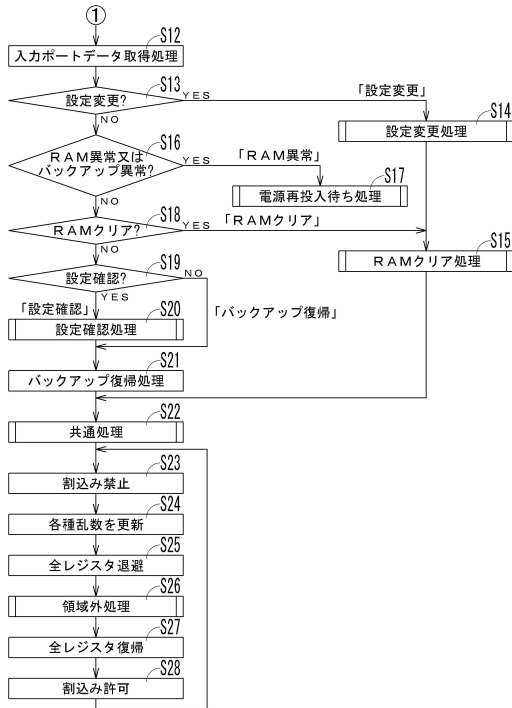 ①
S12
入力ポートデータ取得処理
S13
設定変更?
YES
「設定変更」
NO
S14
設定変更処理
S16
RAM異常又は
バックアップ異常?
YES
「RAM異常」
NO
S17
電源再投入待ち処理
S18
RAMクリア?
YES
「RAMクリア」
NO
S15
RAMクリア処理
S19
設定確認?
NO
YES
「設定確認」
「バックアップ復帰」
S20
設定確認処理
S21
バックアップ復帰処理
S22
共通処理
S23
割込み禁止
S24
各種乱数を更新
S25
全レジスタ退避
S26
領域外処理
S27
全レジスタ復帰
S28
割込み許可